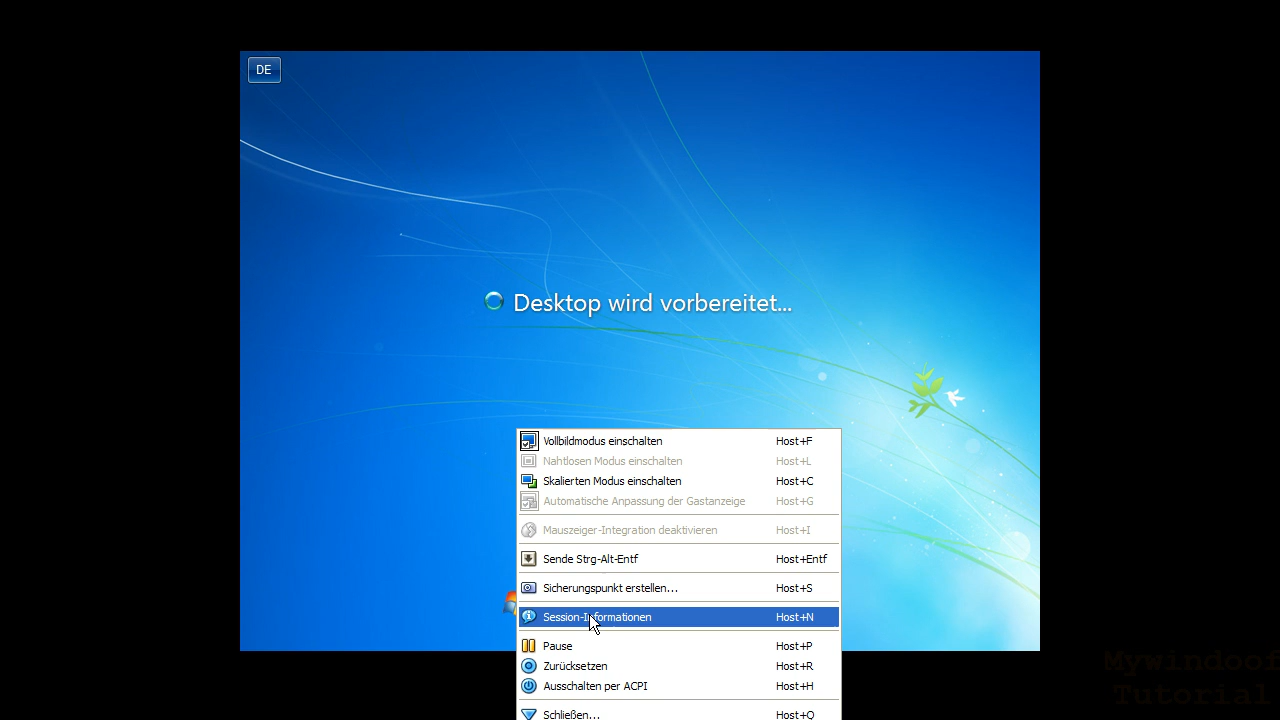 DE
Desktop wird vorbereitet...
Vollbildmodus einschalten Host+F
Nahtlosen Modus einschalten Host+L
Skalierten Modus einschalten Host+C
Automatische Anpassung der Gastanzeige Host+G
Mauszeiger-Integration deaktivieren Host+I
Sende Strg-Alt-Entf Host+Entf
Sicherungspunkt erstellen... Host+S
Session-Informationen Host+N
Pause Host+P
Zurücksetzen Host+R
Ausschalten per ACPI Host+H
Schließen... Host+Q
Mywindoof
Tutorial